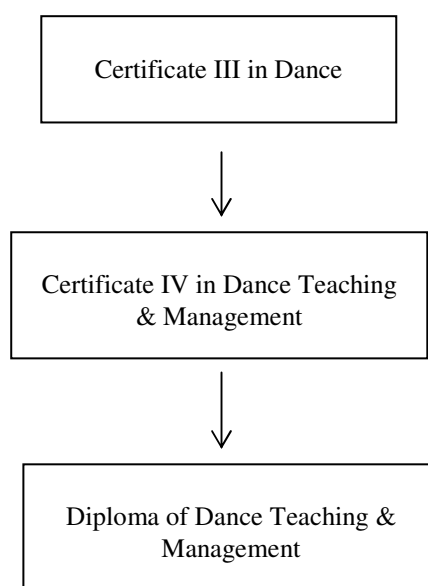 Certificate III in Dance
Certificate IV in Dance Teaching
& Management
Diploma of Dance Teaching &
Management